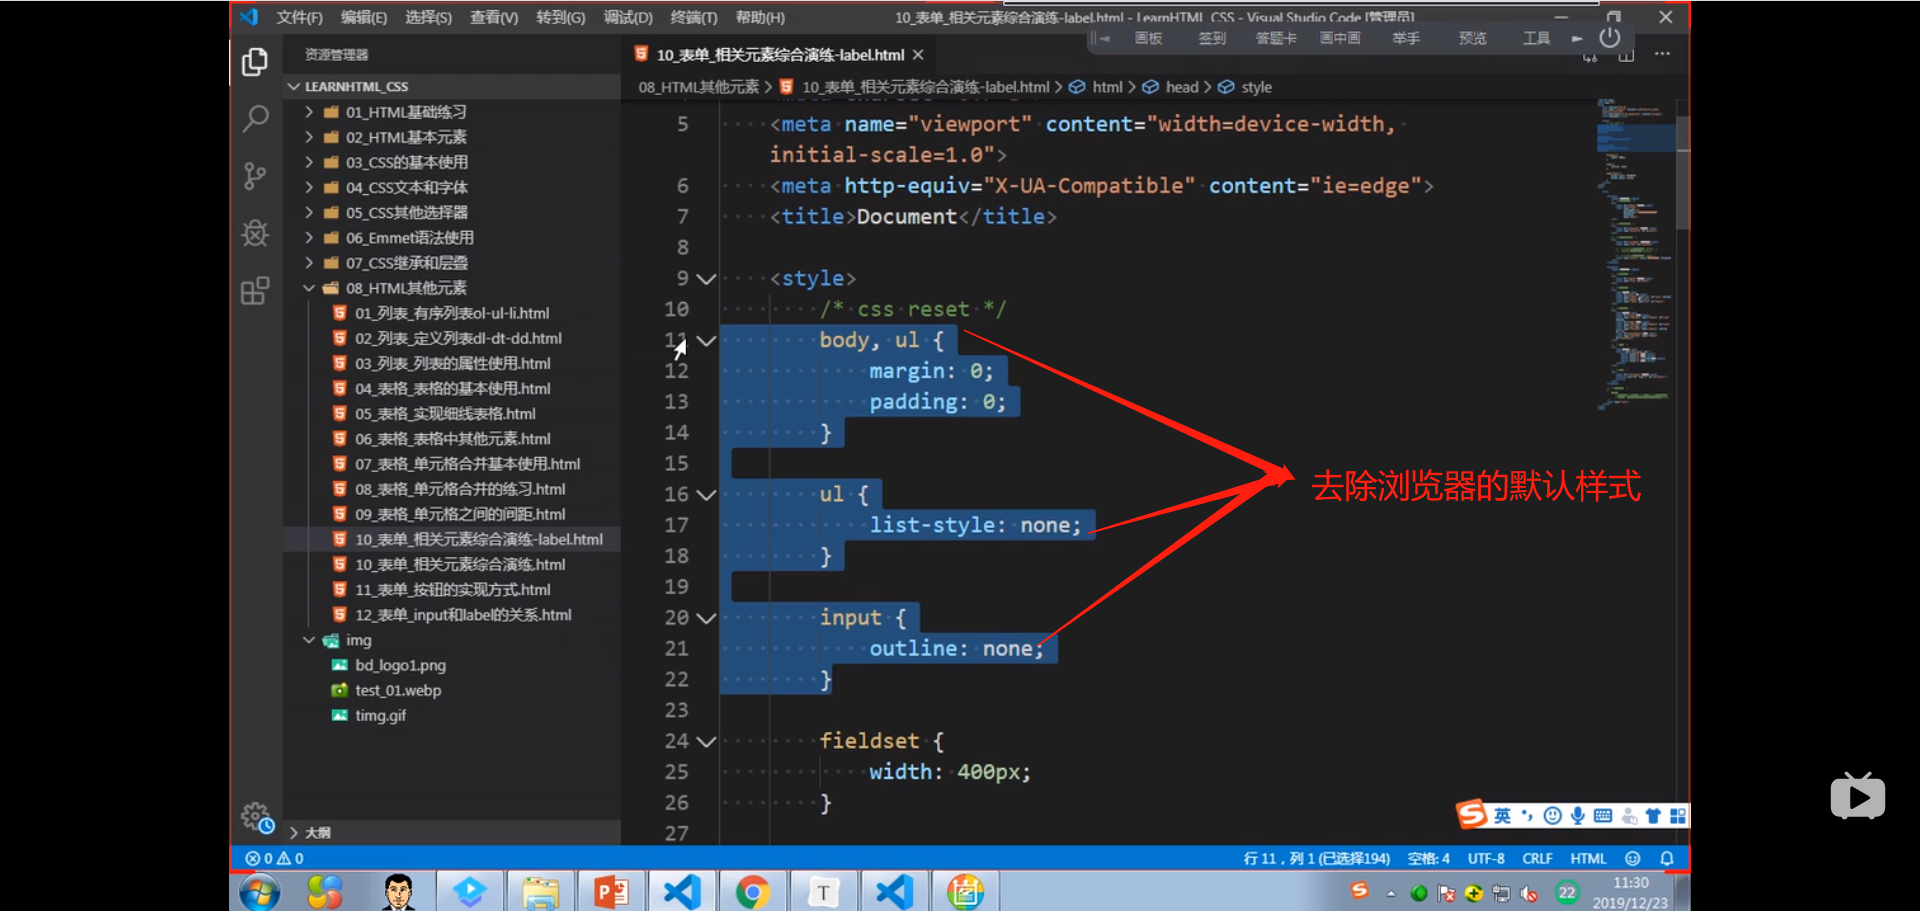 文件(F) 编辑(E) 选择(S) 查看(V) 转到(G) 调试(D) 终端(T) 帮助(H) 10_表单_相关元素综合演练-label.html - LearnHTML_CSS - Visual Studio Code [管理员]
画板 签到 答题卡 画中画 举手 预览 工具
资源管理器
LEARNHTML_CSS
01_HTML基础练习
02_HTML基本元素
03_CSS的基本使用
04_CSS文本和字体
05_CSS其他选择器
06_Emmet语法使用
07_CSS继承和层叠
08_HTML其他元素
01_列表_有序列表ol-ul-li.html
02_列表_定义列表dl-dt-dd.html
03_列表_列表的属性使用.html
04_表格_表格的基本使用.html
05_表格_实现细线表格.html
06_表格_表格中其他元素.html
07_表格_单元格合并基本使用.html
08_表格_单元格合并的练习.html
09_表格_单元格之间的间距.html
10_表单_相关元素综合演练-label.html
10_表单_相关元素综合演练.html
11_表单_按钮的实现方式.html
12_表单_input和label的关系.html
img
bd_logo1.png
test_01.webp
timg.gif
大纲
10_表单_相关元素综合演练-label.html
08_HTML其他元素 > 10_表单_相关元素综合演练-label.html > html > head > style
5 <meta name="viewport" content="width=device-width,
initial-scale=1.0">
6 <meta http-equiv="X-UA-Compatible" content="ie=edge">
7 <title>Document</title>
8
9 <style>
10 /* css reset */
11 body, ul {
12 margin: 0;
13 padding: 0;
14 }
15
16 ul {
17 list-style: none;
18 }
19
20 input {
21 outline: none;
22 }
23
24 fieldset {
25 width: 400px;
26 }
27
去除浏览器的默认样式
英
0 0 行 11，列 1 (已选择194) 空格: 4 UTF-8 CRLF HTML
22 11:30
2019/12/23